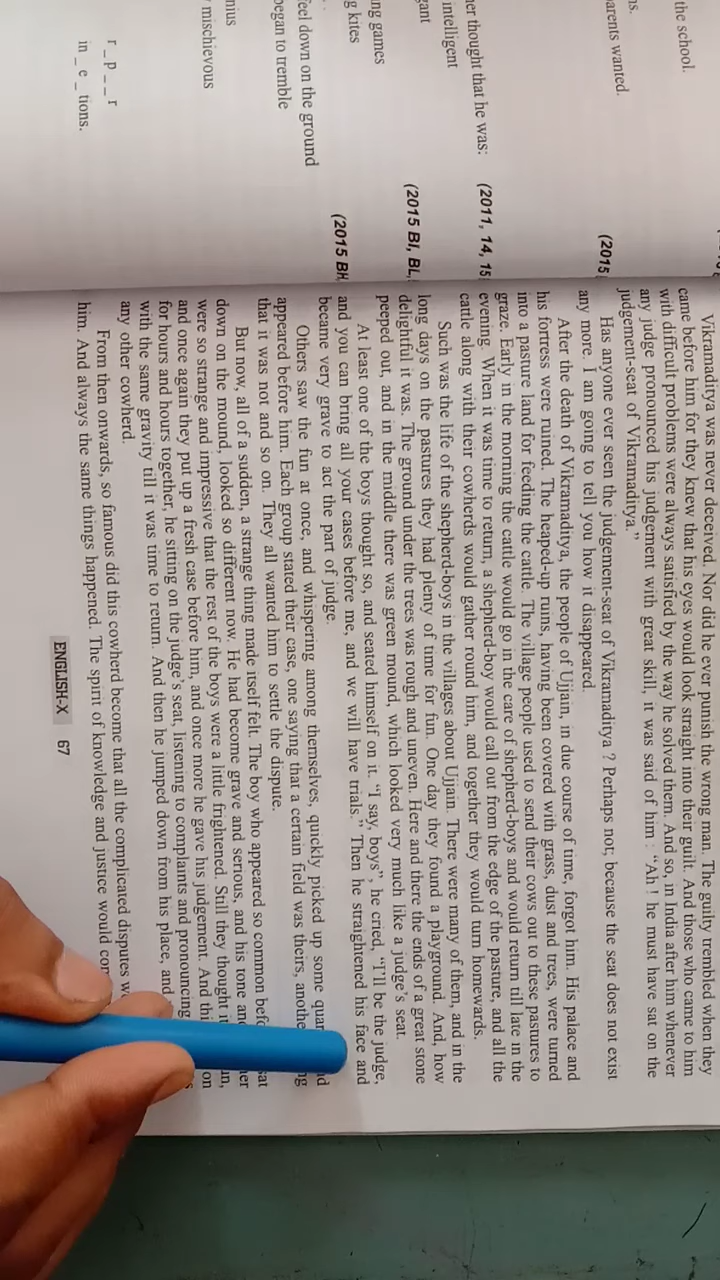 the school.
ns.
arents wanted.
(2015
er thought that he was:
(2011, 14, 15
intelligent
gant
(2015 BI, BL,
ng games
g kites
(2015 BH,
feel down on the ground
began to tremble
nius
mischievous
r _ p _ _ r
in _ e _ tions.
Vikramaditya was never deceived. Nor did he ever punish the wrong man. The guilty trembled when they
came before him for they knew that his eyes would look straight into their guilt. And those who came to him
with difficult problems were always satisfied by the way he solved them. And so, in India after him whenever
any judge pronounced his judgement with great skill, it was said of him : “Ah ! he must have sat on the
judgement-seat of Vikramaditya.”
Has anyone ever seen the judgement-seat of Vikramaditya ? Perhaps not; because the seat does not exist
any more. I am going to tell you how it disappeared.
After the death of Vikramaditya, the people of Ujjain, in due course of time, forgot him. His palace and
his fortress were ruined. The heaped-up ruins, having been covered with grass, dust and trees, were turned
into a pasture land for feeding the cattle. The village people used to send their cows out to these pastures to
graze. Early in the morning the cattle would go in the care of shepherd-boys and would return till late in the
evening. When it was time to return, a shepherd-boy would call out from the edge of the pasture, and all the
cattle along with their cowherds would gather round him, and together they would turn homewards.
Such was the life of the shepherd-boys in the villages about Ujjain. There were many of them, and in the
long days on the pastures they had plenty of time for fun. One day they found a playground. And, how
delightful it was. The ground under the trees was rough and uneven. Here and there the ends of a great stone
peeped out, and in the middle there was green mound, which looked very much like a judge's seat.
At least one of the boys thought so, and seated himself on it. “I say, boys”, he cried, “I'll be the judge,
and you can bring all your cases before me, and we will have trials.” Then he straightened his face and
became very grave to act the part of judge.
Others saw the fun at once, and whispering among themselves, quickly picked up some quar
appeared before him. Each group stated their case, one saying that a certain field was theirs, anothe
that it was not and so on. They all wanted him to settle the dispute.
But now, all of a sudden, a strange thing made itself felt. The boy who appeared so common befo sat
down on the mound, looked so different now. He had become grave and serious, and his tone and
were so strange and impressive that the rest of the boys were a little frightened. Still they thought
and once again they put up a fresh case before him, and once more he gave his judgement. And thi on
for hours and hours together, he sitting on the judge's seat, listening to complaints and pronouncing
with the same gravity till it was time to return. And then he jumped down from his place, and
any other cowherd.
From then onwards, so famous did this cowherd become that all the complicated disputes
him. And always the same things happened. The spirit of knowledge and justice would
ENGLISH-X 67